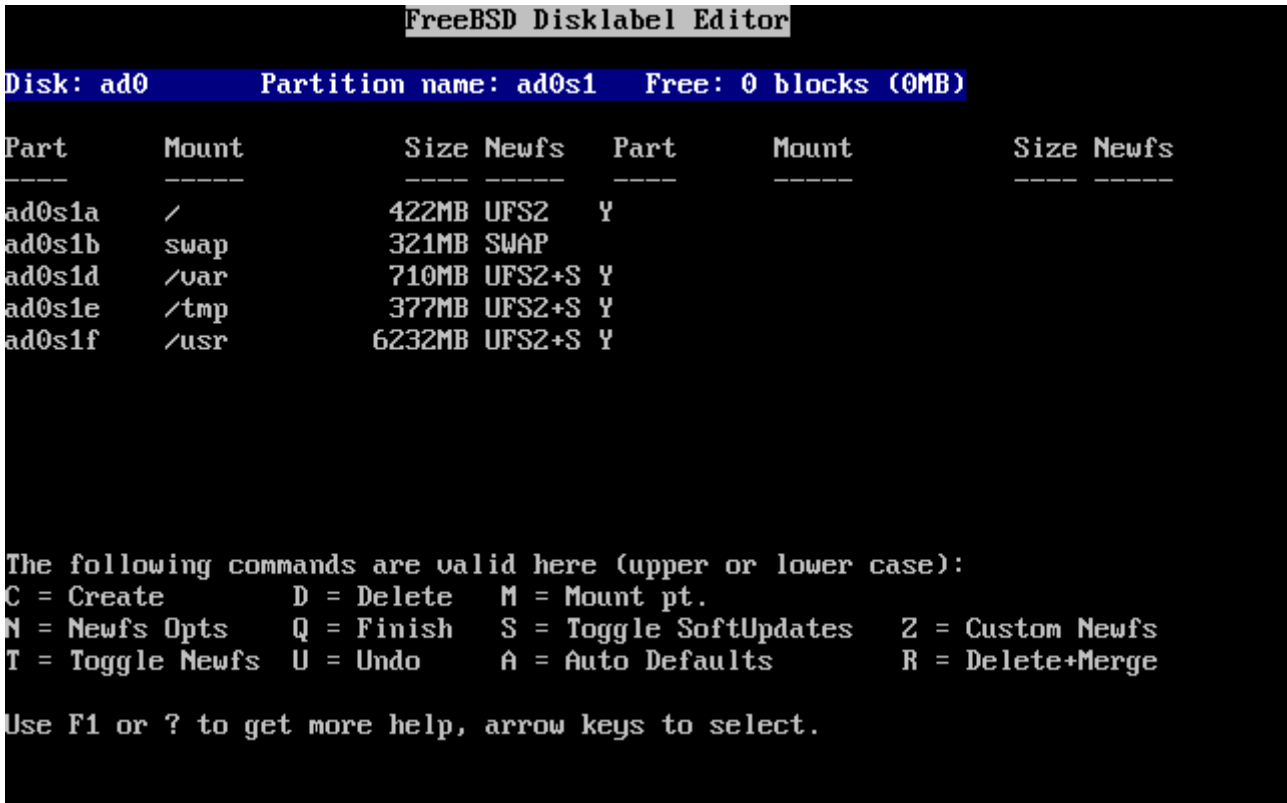 FreeBSD Disklabel Editor
Disk: ad0       Partition name: ad0s1   Free: 0 blocks (0MB)
Part      Mount          Size Newfs   Part      Mount          Size Newfs
----      -----          ---- -----   ----      -----          ---- -----
ad0s1a    /             422MB UFS2   Y
ad0s1b    swap          321MB SWAP
ad0s1d    /var          710MB UFS2+S Y
ad0s1e    /tmp          377MB UFS2+S Y
ad0s1f    /usr         6232MB UFS2+S Y
The following commands are valid here (upper or lower case):
C = Create        D = Delete   M = Mount pt.
N = Newfs Opts    Q = Finish   S = Toggle SoftUpdates   Z = Custom Newfs
T = Toggle Newfs  U = Undo     A = Auto Defaults        R = Delete+Merge
Use F1 or ? to get more help, arrow keys to select.